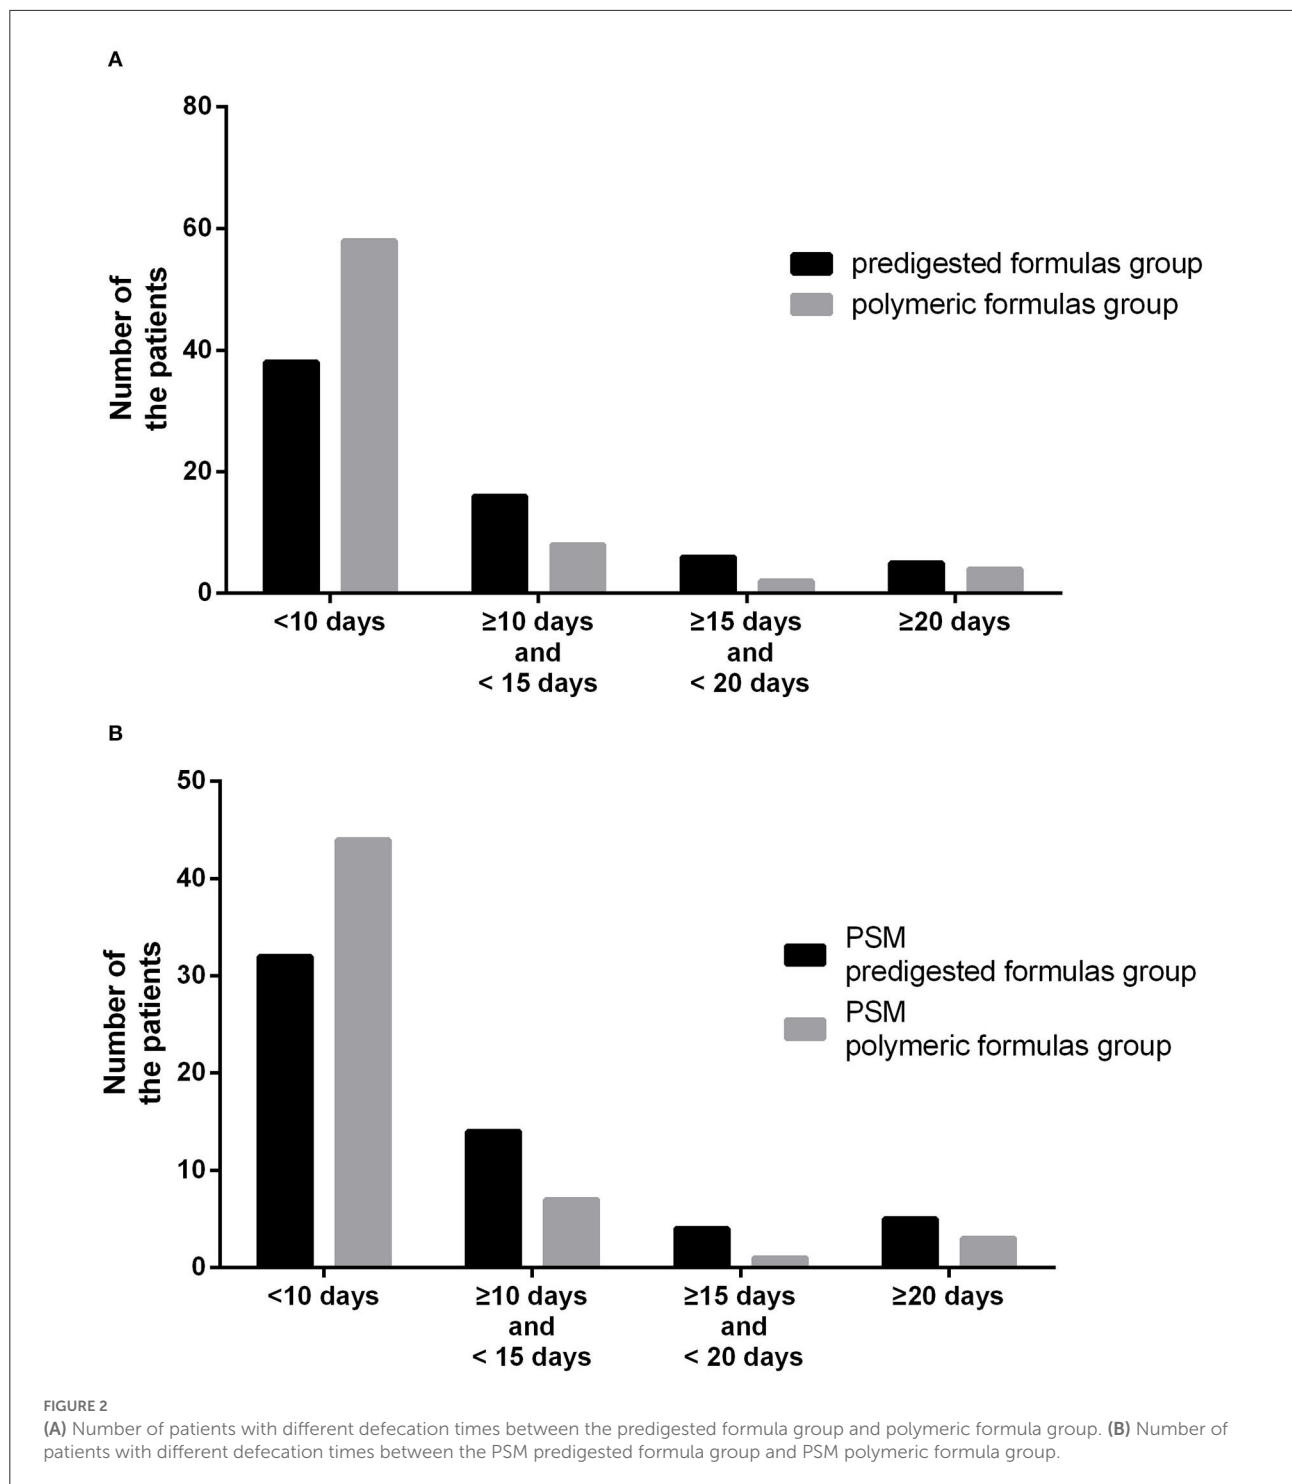 A
80
60
40
20
0
Number of
the patients
predigested formulas group
polymeric formulas group
<10 days
≥10 days
and
< 15 days
≥15 days
and
< 20 days
≥20 days
B
50
40
30
20
10
0
Number of
the patients
PSM
predigested formulas group
PSM
polymeric formulas group
<10 days
≥10 days
and
< 15 days
≥15 days
and
< 20 days
≥20 days
FIGURE 2
(A) Number of patients with different defecation times between the predigested formula group and polymeric formula group. (B) Number of
patients with different defecation times between the PSM predigested formula group and PSM polymeric formula group.